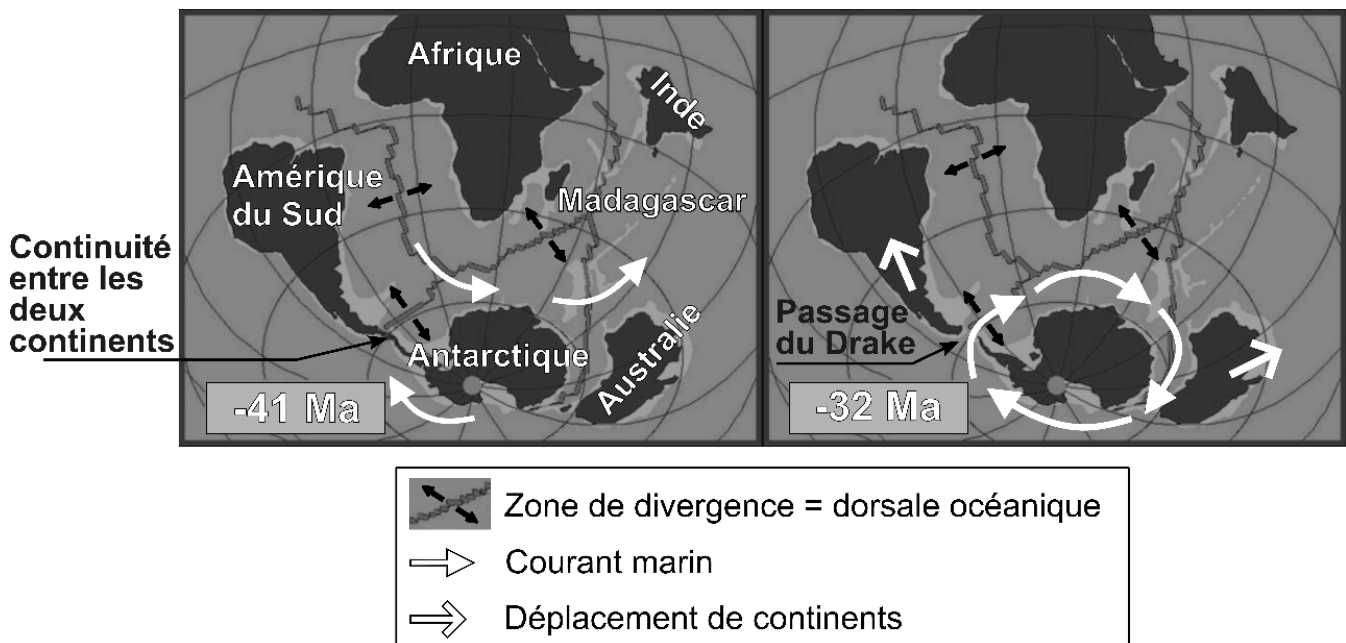 Afrique
Inde
Amérique
du Sud
Madagascar
Continuité
entre les
deux
continents
Antarctique
Australie
-41 Ma
Passage
du Drake
-32 Ma
Zone de divergence = dorsale océanique
Courant marin
Déplacement de continents